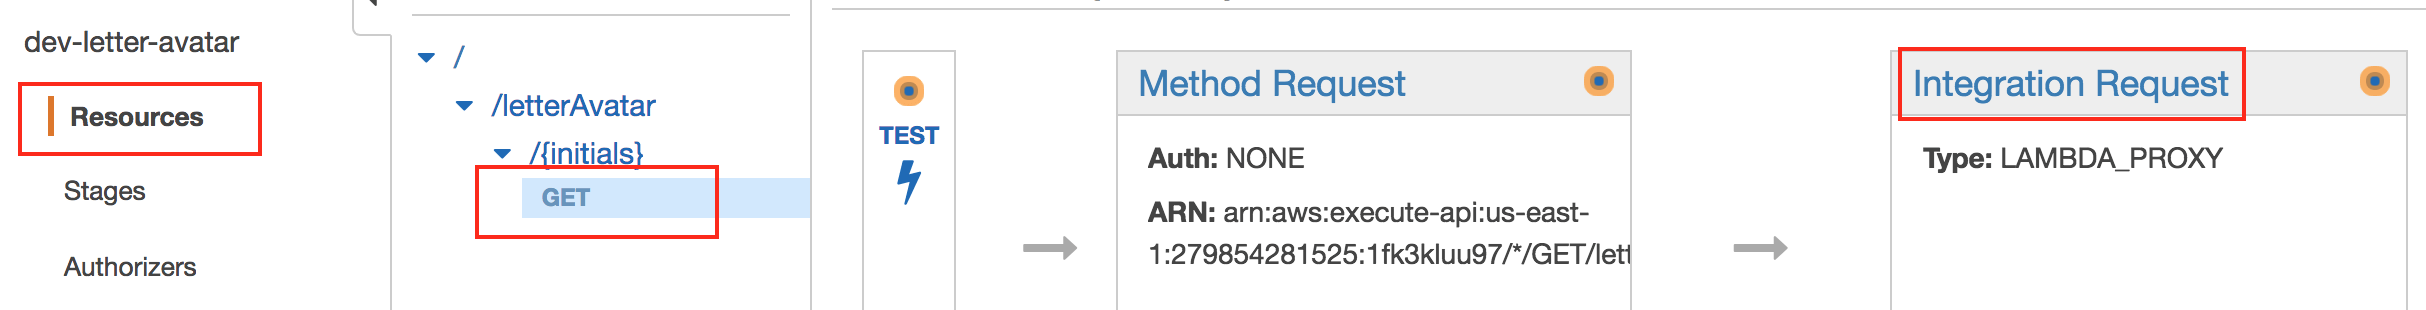 dev-letter-avatar
Resources
Stages
Authorizers
/
/letterAvatar
/{initials}
GET
TEST
Method Request
Auth: NONE
ARN: arn:aws:execute-api:us-east-
1:279854281525:1fk3kluu97/*/GET/lett
Integration Request
Type: LAMBDA_PROXY